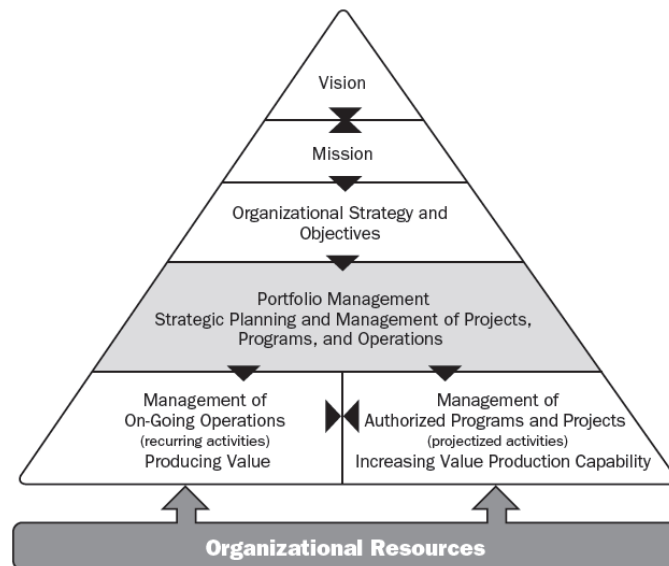 Vision
Mission
Organizational Strategy and
Objectives
Portfolio Management
Strategic Planning and Management of Projects,
Programs, and Operations
Management of
On-Going Operations
(recurring activities)
Producing Value
Management of
Authorized Programs and Projects
(projectized activities)
Increasing Value Production Capability
Organizational Resources